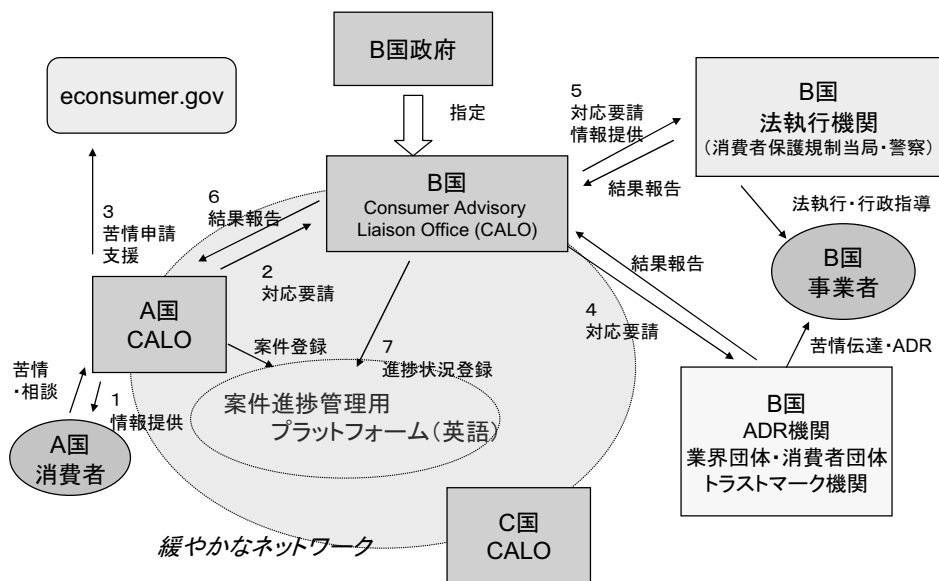 B国政府
econsumer.gov
指定
5
対応要請
情報提供
B国
法執行機関
(消費者保護規制当局・警察)
結果報告
B国
Consumer Advisory
Liaison Office (CALO)
6
結果報告
3
苦情申請
支援
法執行・行政指導
B国
事業者
2
対応要請
結果報告
A国
CALO
4
対応要請
案件登録
7
進捗状況登録
苦情伝達・ADR
苦情
・相談
1
情報提供
案件進捗管理用
プラットフォーム(英語)
A国
消費者
B国
ADR機関
業界団体・消費者団体
トラストマーク機関
C国
CALO
緩やかなネットワーク